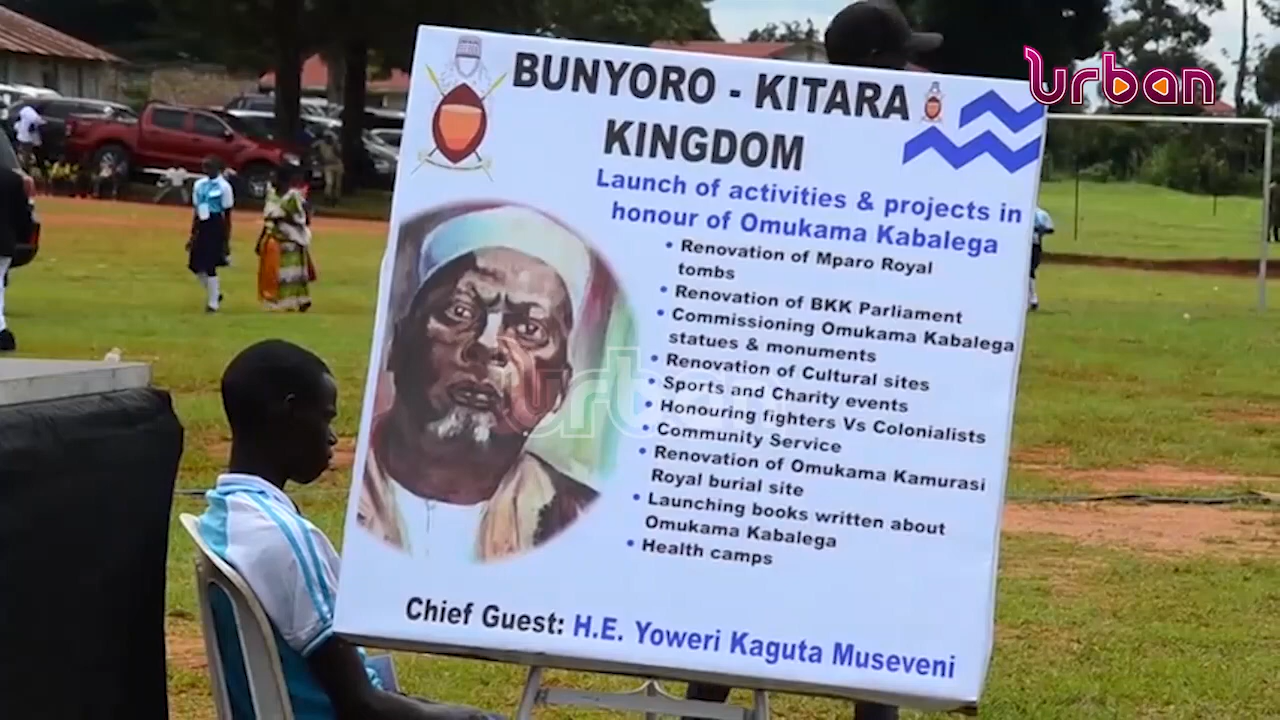 urban
BUNYORO - KITARA
KINGDOM
Launch of activities & projects in
honour of Omukama Kabalega
• Renovation of Mparo Royal
tombs
• Renovation of BKK Parliament
• Commissioning Omukama Kabalega
statues & monuments
• Renovation of Cultural sites
• Sports and Charity events
• Honouring fighters Vs Colonialists
• Community Service
• Renovation of Omukama Kamurasi
Royal burial site
• Launching books written about
Omukama Kabalega
• Health camps
Chief Guest: H.E. Yoweri Kaguta Museveni
urban